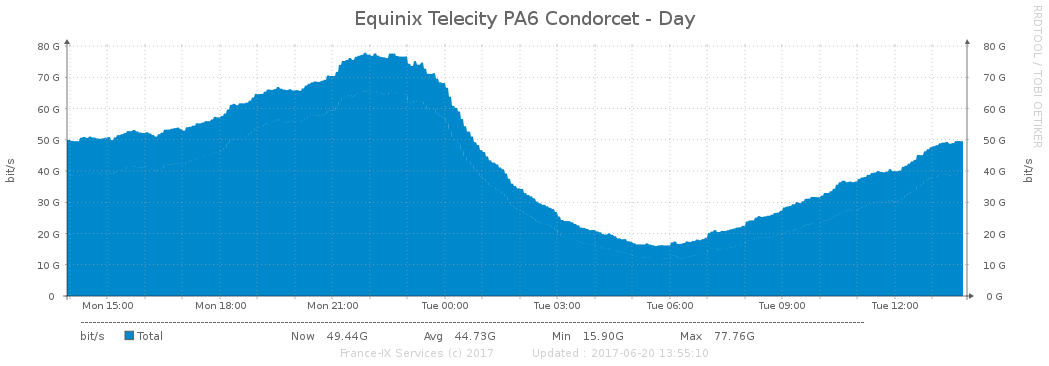 Equinix Telecity PA6 Condorcet - Day
RRDTOOL / TOBI OETIKER
80 G 80 G
70 G 70 G
60 G 60 G
50 G 50 G
40 G 40 G
30 G 30 G
20 G 20 G
10 G 10 G
0 0 G
bit/s bit/s
Mon 15:00 Mon 18:00 Mon 21:00 Tue 00:00 Tue 03:00 Tue 06:00 Tue 09:00 Tue 12:00
bit/s Total Now 49.44G Avg 44.73G Min 15.90G Max 77.76G
France-IX Services (c) 2017 Updated : 2017-06-20 13:55:10